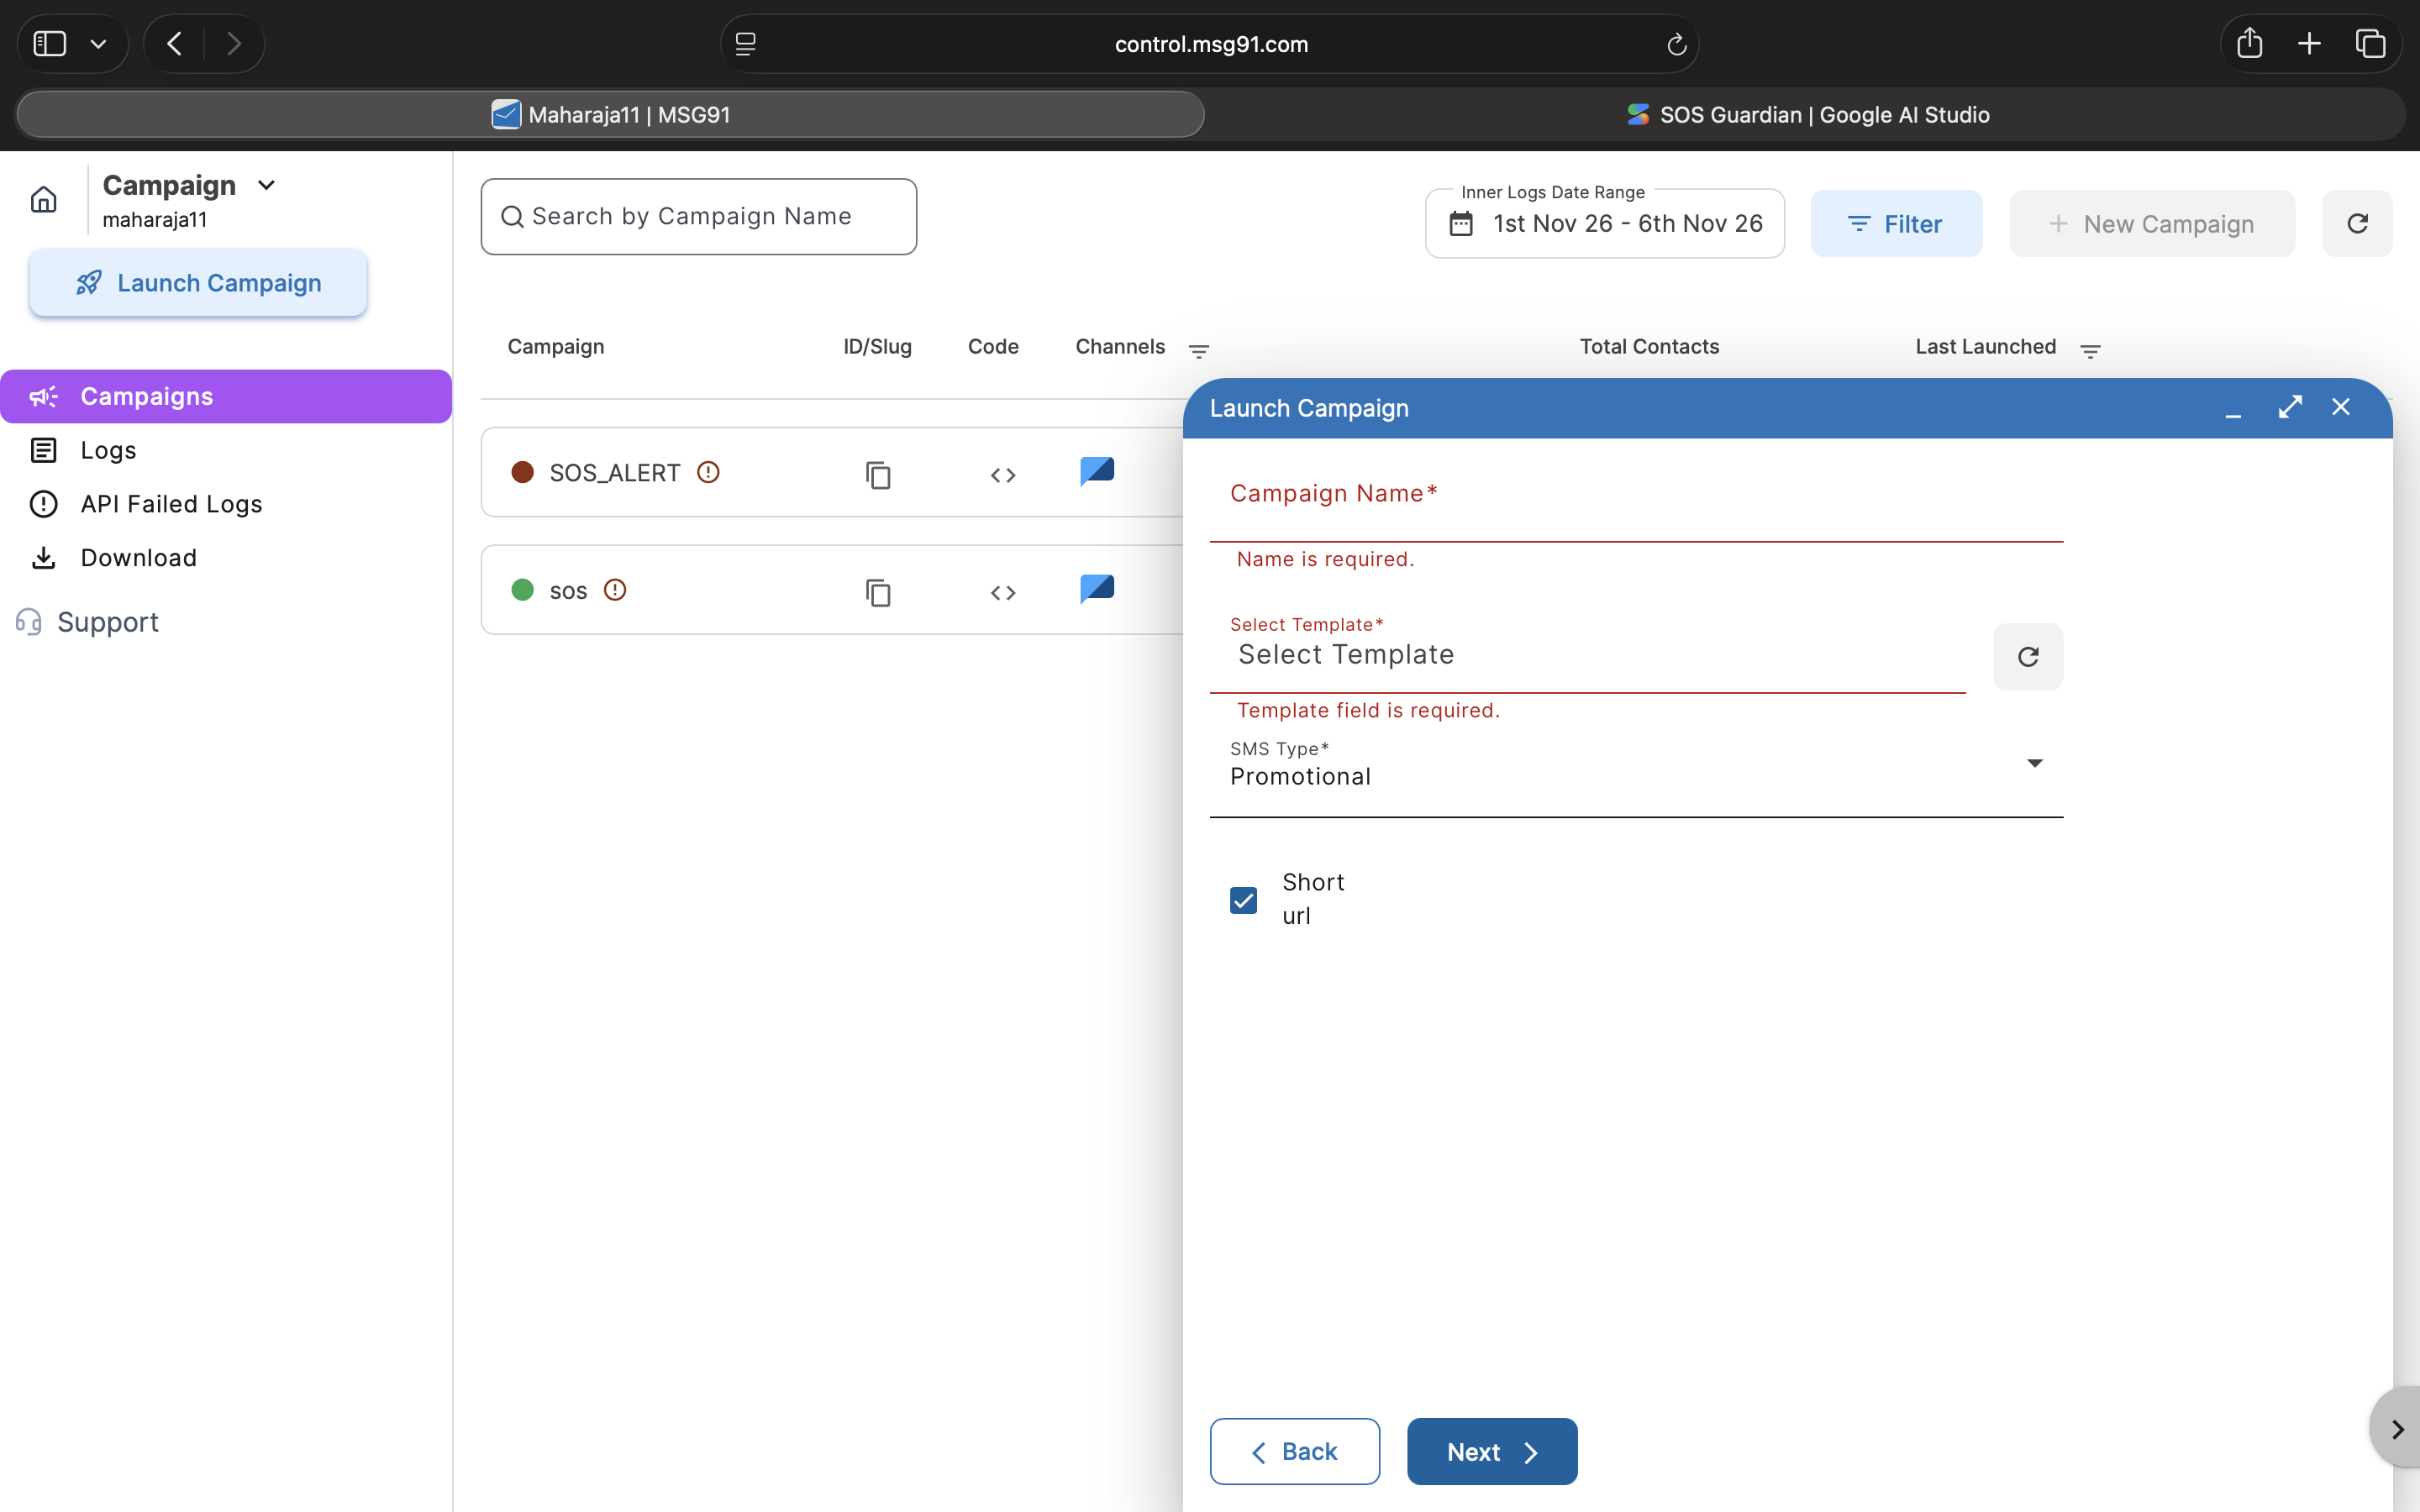 control.msg91.com
Maharaja11 | MSG91
SOS Guardian | Google AI Studio
Campaign
maharaja11
Launch Campaign
Campaigns
Logs
API Failed Logs
Download
Support
Search by Campaign Name
Inner Logs Date Range
1st Nov 26 - 6th Nov 26
Filter
+ New Campaign
Campaign ID/Slug Code Channels Total Contacts Last Launched
SOS_ALERT
sos
Launch Campaign
Campaign Name*
Name is required.
Select Template*
Select Template
Template field is required.
SMS Type*
Promotional
Short
url
Back
Next